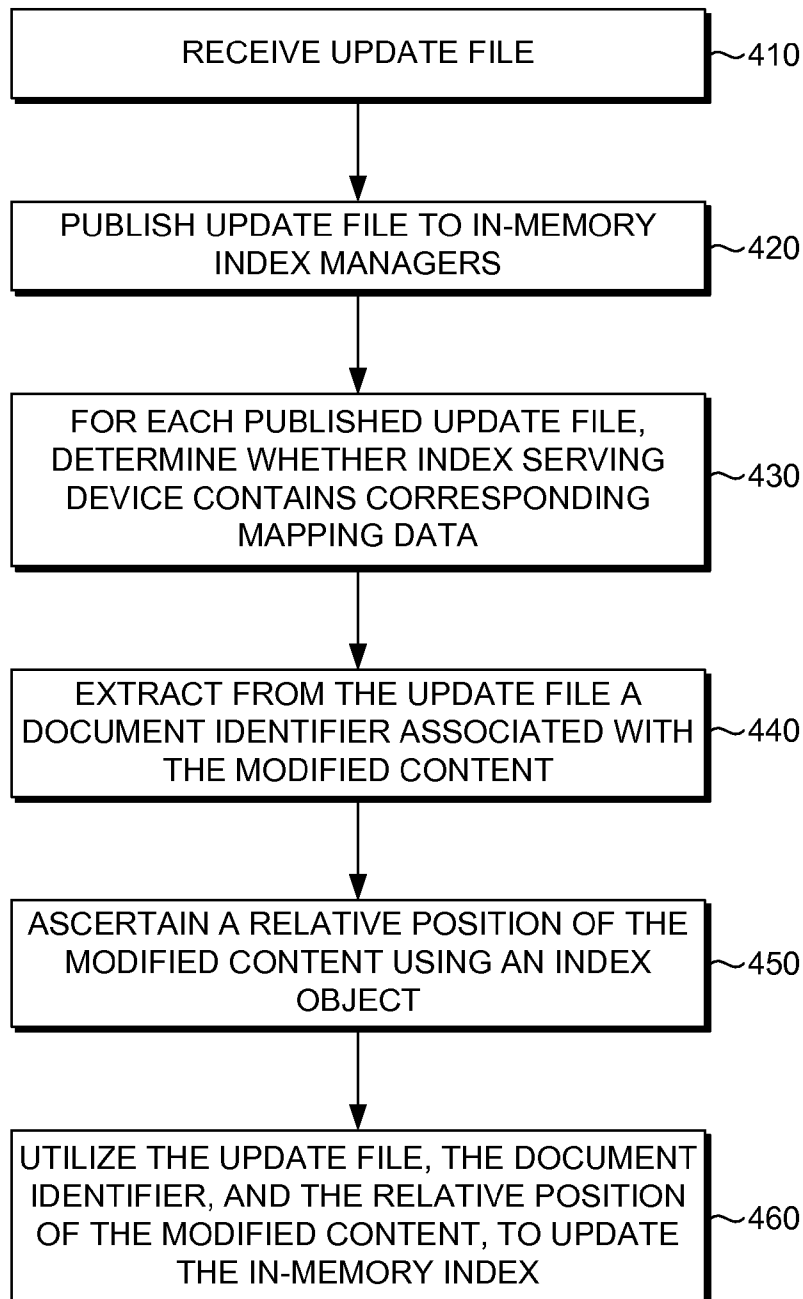 RECEIVE UPDATE FILE
410
PUBLISH UPDATE FILE TO IN-MEMORY
INDEX MANAGERS
420
FOR EACH PUBLISHED UPDATE FILE,
DETERMINE WHETHER INDEX SERVING
DEVICE CONTAINS CORRESPONDING
MAPPING DATA
430
EXTRACT FROM THE UPDATE FILE A
DOCUMENT IDENTIFIER ASSOCIATED WITH
THE MODIFIED CONTENT
440
ASCERTAIN A RELATIVE POSITION OF THE
MODIFIED CONTENT USING AN INDEX
OBJECT
450
UTILIZE THE UPDATE FILE, THE DOCUMENT
IDENTIFIER, AND THE RELATIVE POSITION
OF THE MODIFIED CONTENT, TO UPDATE
THE IN-MEMORY INDEX
460